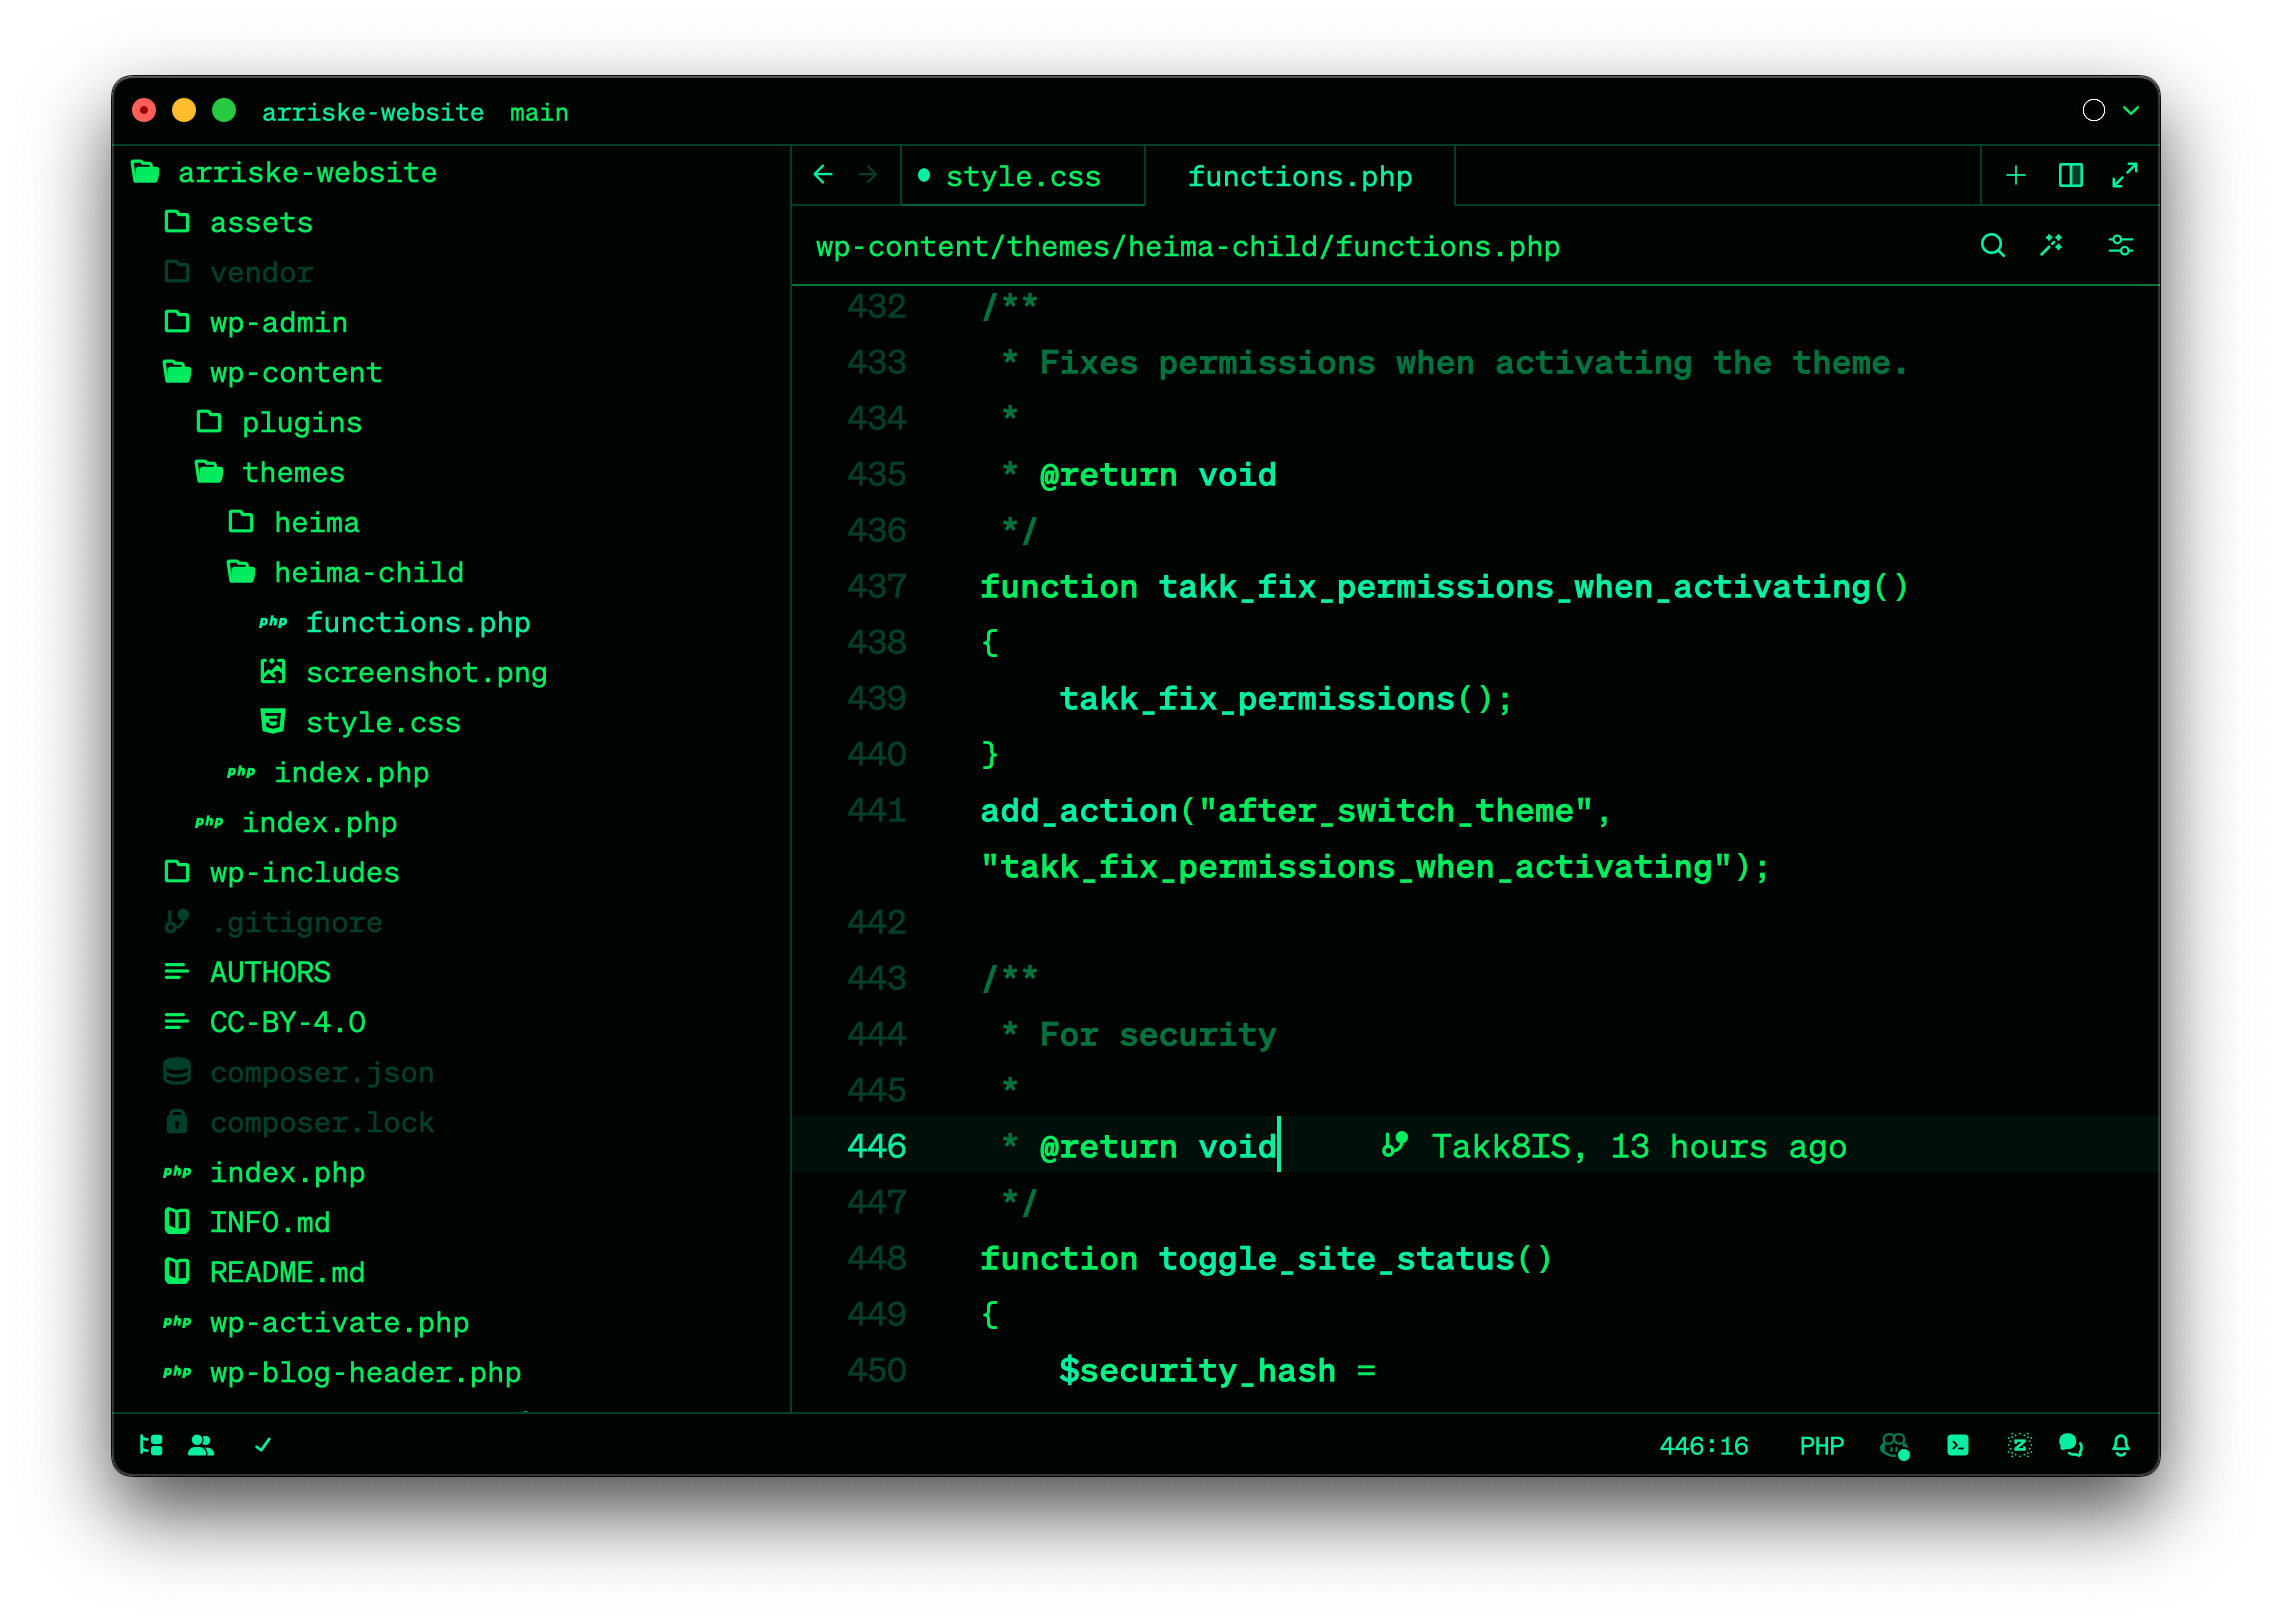 arriske-website main
arriske-website
assets
vendor
wp-admin
wp-content
plugins
themes
heima
heima-child
php functions.php
screenshot.png
style.css
php index.php
php index.php
wp-includes
.gitignore
AUTHORS
CC-BY-4.0
composer.json
composer.lock
php index.php
INFO.md
README.md
php wp-activate.php
php wp-blog-header.php
style.css functions.php
wp-content/themes/heima-child/functions.php
432 /**
433 * Fixes permissions when activating the theme.
434 *
435 * @return void
436 */
437 function takk_fix_permissions_when_activating()
438 {
439 takk_fix_permissions();
440 }
441 add_action("after_switch_theme",
"takk_fix_permissions_when_activating");
442
443 /**
444 * For security
445 *
446 * @return void Takk8IS, 13 hours ago
447 */
448 function toggle_site_status()
449 {
450 $security_hash =
446:16 PHP